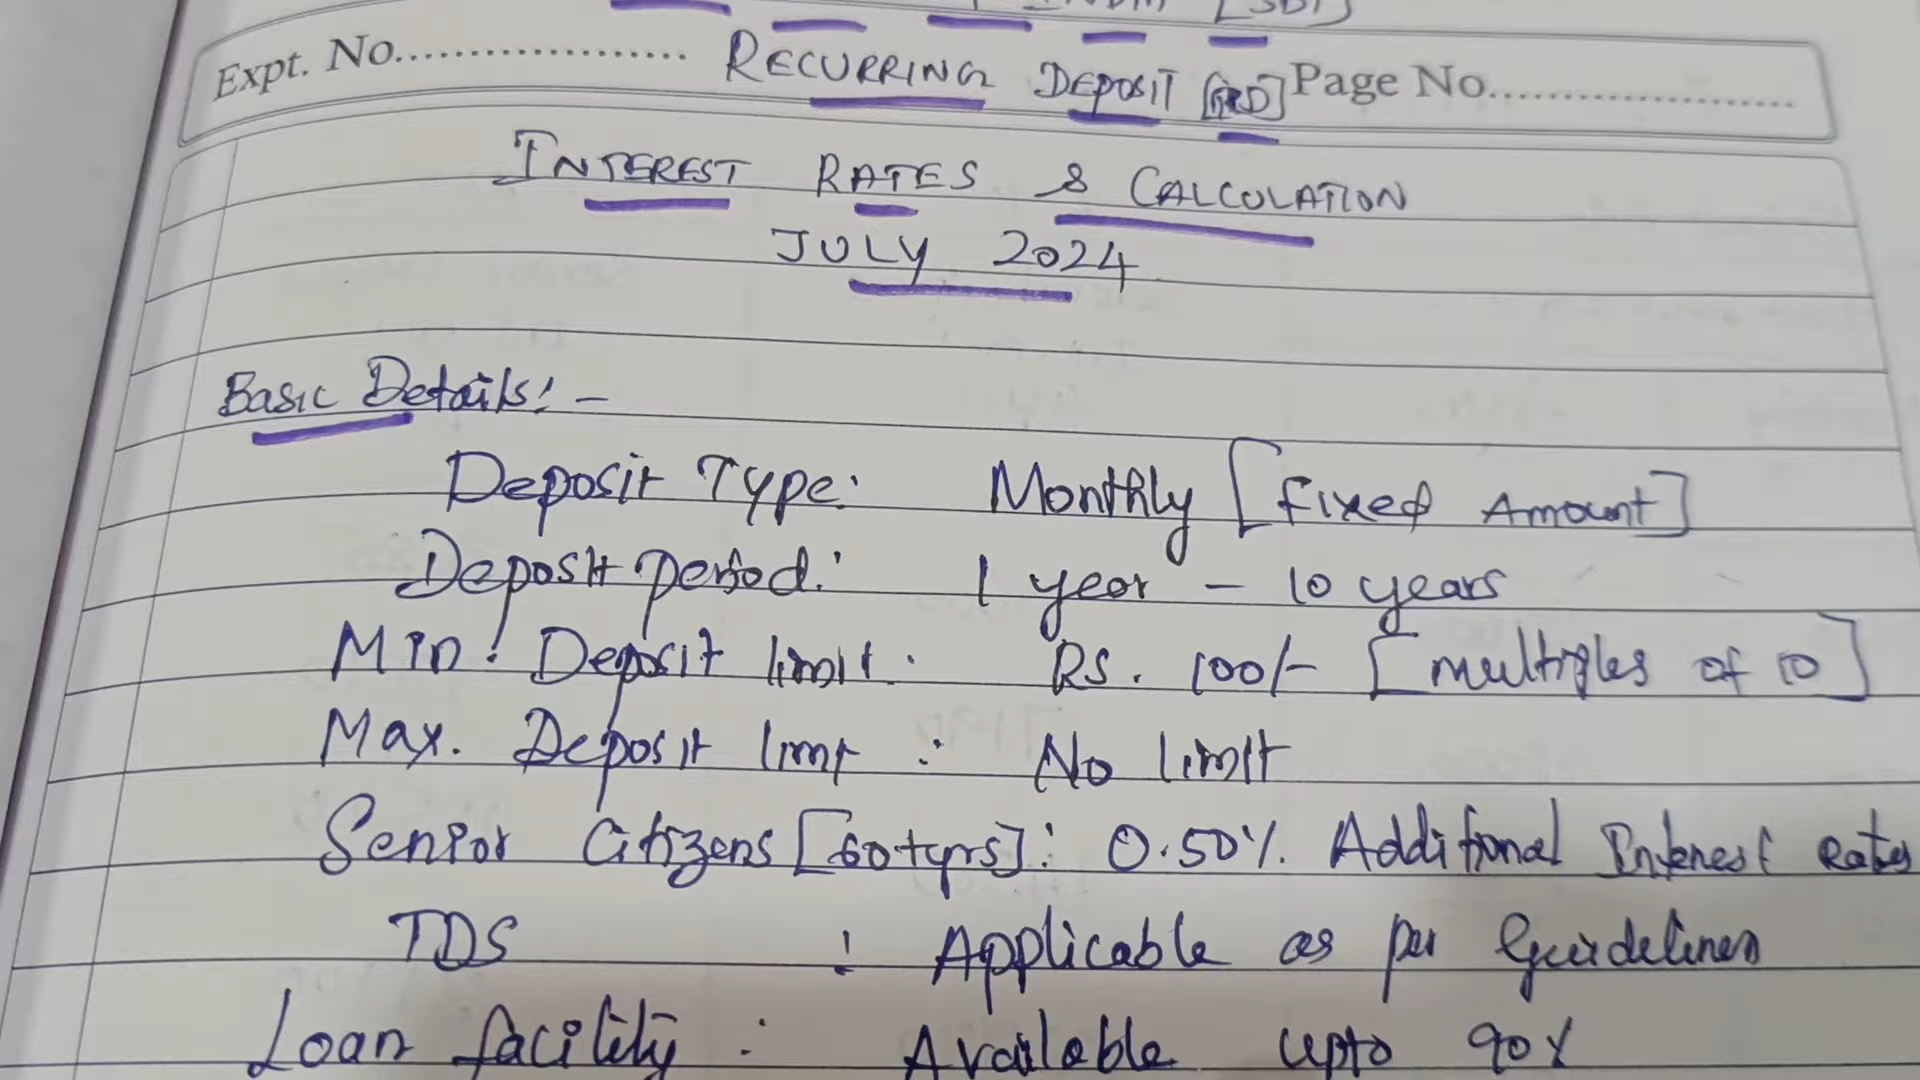 INDIA [SBI]
Expt. No.................... RECURRING DEPOSIT [RD] Page No.....................
INTEREST RATES & CALCULATION
JULY 2024
Basic Details:-
Deposit Type: Monthly [Fixed Amount]
Deposit period: 1 year - 10 years
Min. Deposit limit: RS. 100/- [multiples of 10]
Max. Deposit limit: No limit
Senior Citizens [60+yrs]: 0.50% Additional Interest Rates
TDS : Applicable as per Guidelines
Loan facility : Available upto 90%